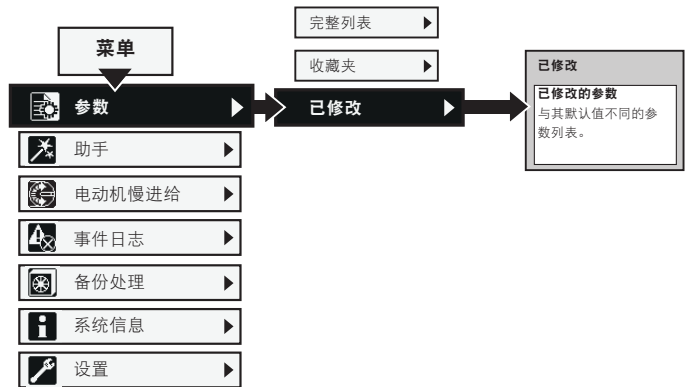 菜单
完整列表
收藏夹
参数
已修改
已修改
已修改的参数
与其默认值不同的参
数列表。
助手
电动机慢进给
事件日志
备份处理
系统信息
设置